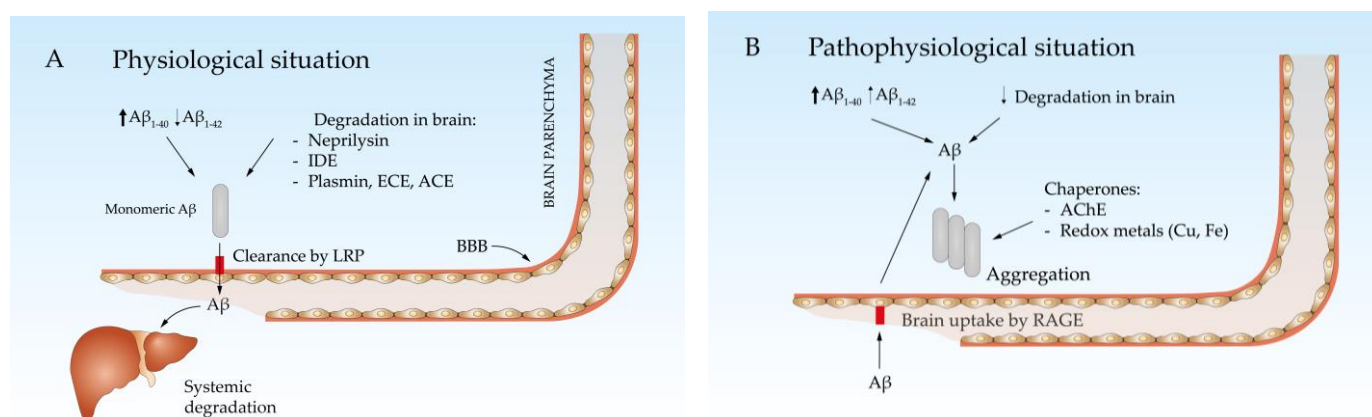 A Physiological situation
↑Aβ1-40 ↓Aβ1-42
Degradation in brain:
- Neprilysin
- IDE
- Plasmin, ECE, ACE
Monomeric Aβ
BRAIN PARENCHYMA
Clearance by LRP
BBB
Aβ
Systemic
degradation
B Pathophysiological situation
↑Aβ1-40 ↑Aβ1-42
↓ Degradation in brain
Aβ
Chaperones:
- AChE
- Redox metals (Cu, Fe)
Aggregation
Brain uptake by RAGE
Aβ